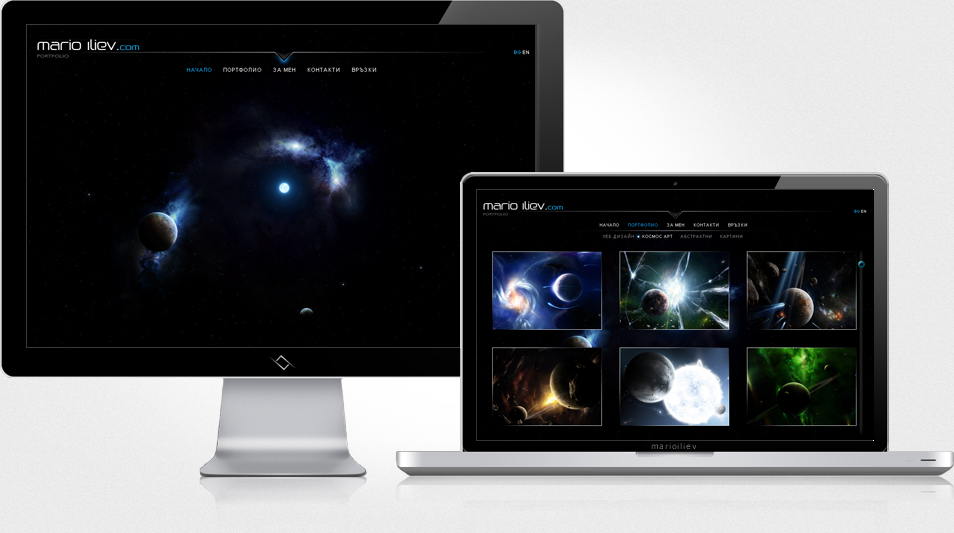 mario iliev.com
PORTFOLIO
BG EN
НАЧАЛО ПОРТФОЛИО ЗА МЕН КОНТАКТИ ВРЪЗКИ
mario iliev.com
PORTFOLIO
BG EN
НАЧАЛО ПОРТФОЛИО ЗА МЕН КОНТАКТИ ВРЪЗКИ
УЕБ ДИЗАЙН КОСМОС АРТ АБСТРАКТНИ КАРТИНИ
marioiliev